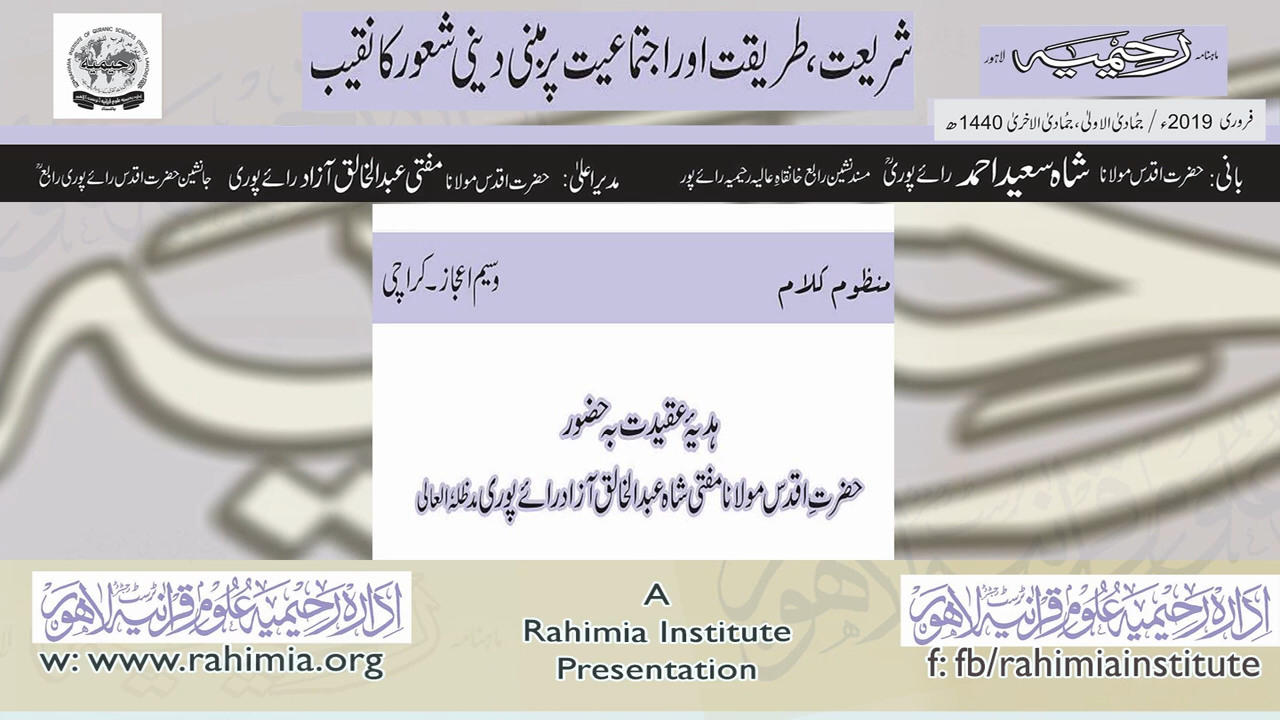 شریعت، طریقت اور اجتماعیت پر مبنی دینی شعور کا نقیب
ماہنامہ رحیمیہ لاہور
فروری 2019ء / جمادی الاولیٰ، جمادی الاخریٰ 1440ھ
بانی: حضرت اقدس مولانا شاہ سعید احمد رائے پوریؒ مسند نشین رابع خانقاہِ عالیہ رحیمیہ رائے پور
مدیر اعلیٰ: حضرت اقدس مولانا مفتی عبدالخالق آزاد رائے پوری جانشین حضرت اقدس رائے پوری رابعؒ
منظوم کلام
وسیم اعجاز۔ کراچی
ہدیۂ عقیدت بہ حضور
حضرتِ اقدس مولانا مفتی شاہ عبدالخالق آزاد رائے پوری مدظلہٗ العالی
ادارہ رحیمیہ علومِ قرآنیہ ٹرسٹ لاہور
w: www.rahimia.org
A
Rahimia Institute
Presentation
ادارہ رحیمیہ علومِ قرآنیہ ٹرسٹ لاہور
f: fb/rahimiainstitute